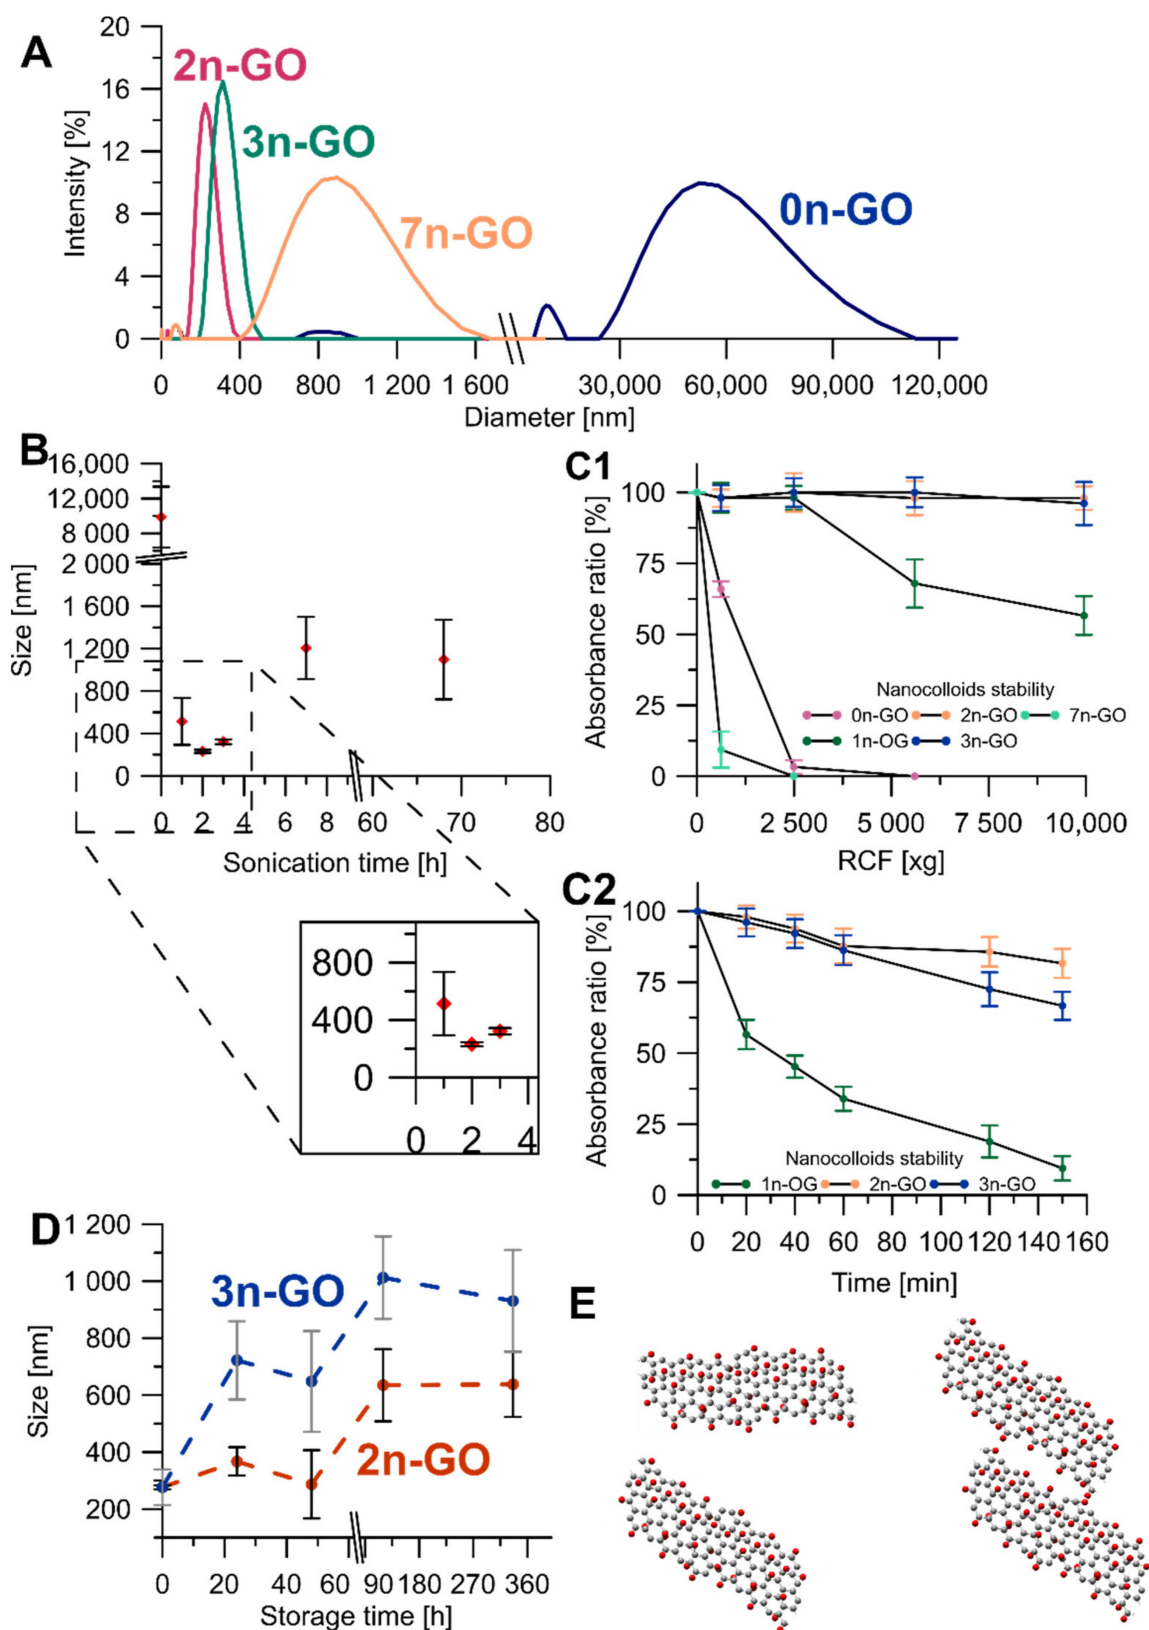 A
20
16
12
8
4
0
Intensity [%]
2n-GO
3n-GO
7n-GO
0n-GO
0 400 800 1 200 1 600 30,000 60,000 90,000 120,000
Diameter [nm]
B
16,000
12,000
8 000
2 000
1 600
1 200
800
400
0
Size [nm]
0 2 4 6 8 60 70 80
Sonication time [h]
800
400
0
0 2 4
C1
100
75
50
25
0
Absorbance ratio [%]
Nanocolloids stability
0n-GO 2n-GO 7n-GO
1n-OG 3n-GO
0 2 500 5 000 7 500 10,000
RCF [xg]
C2
100
75
50
25
0
Absorbance ratio [%]
Nanocolloids stability
1n-OG 2n-GO 3n-GO
0 20 40 60 80 100 120 140 160
Time [min]
D
1 200
1 000
800
600
400
200
Size [nm]
3n-GO
2n-GO
0 20 40 60 90 180 270 360
Storage time [h]
E